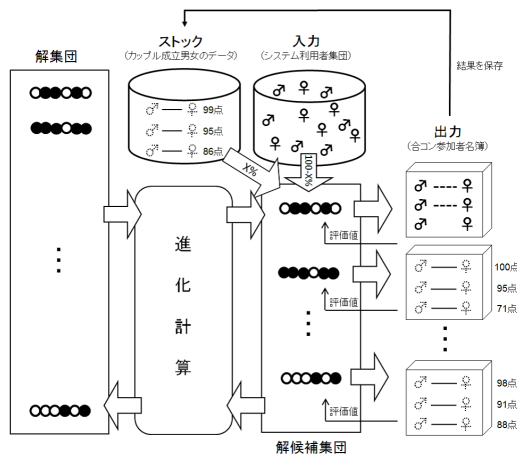 解集団
ストック
(カップル成立男女のデータ)
♂ — ♀ 99点
♂ — ♀ 95点
♂ — ♀ 86点
入力
(システム利用者集団)
結果を保存
X%
100-X%
進化計算
出力
(合コン参加者名簿)
♂ ---- ♀
♂ ---- ♀
♂ ♀
評価値
♂ — ♀ 100点
♂ — ♀ 95点
♂ — ♀ 71点
評価値
♂ — ♀ 98点
♂ — ♀ 91点
♂ — ♀ 88点
評価値
解候補集団